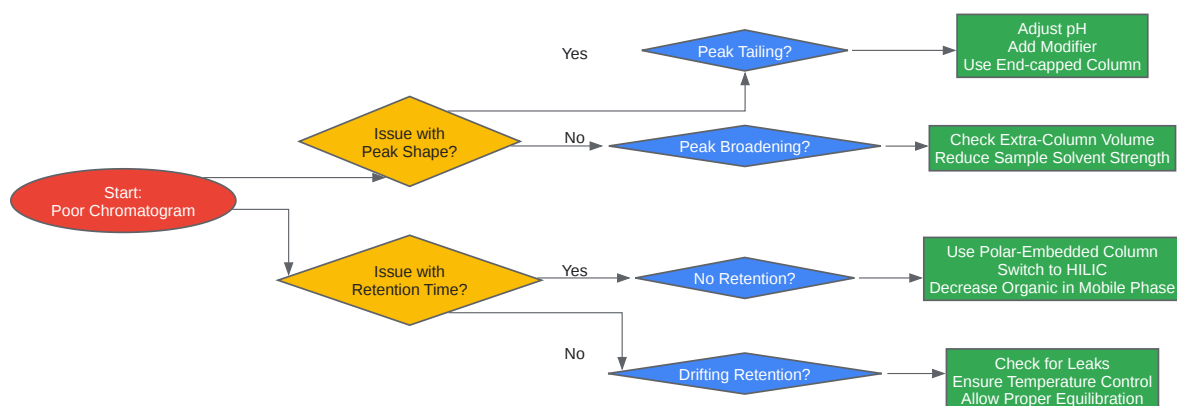 Start:
Poor Chromatogram
Issue with
Peak Shape?
Yes
Peak Tailing?
Adjust pH
Add Modifier
Use End-capped Column
No
Peak Broadening?
Check Extra-Column Volume
Reduce Sample Solvent Strength
Issue with
Retention Time?
Yes
No Retention?
Use Polar-Embedded Column
Switch to HILIC
Decrease Organic in Mobile Phase
No
Drifting Retention?
Check for Leaks
Ensure Temperature Control
Allow Proper Equilibration